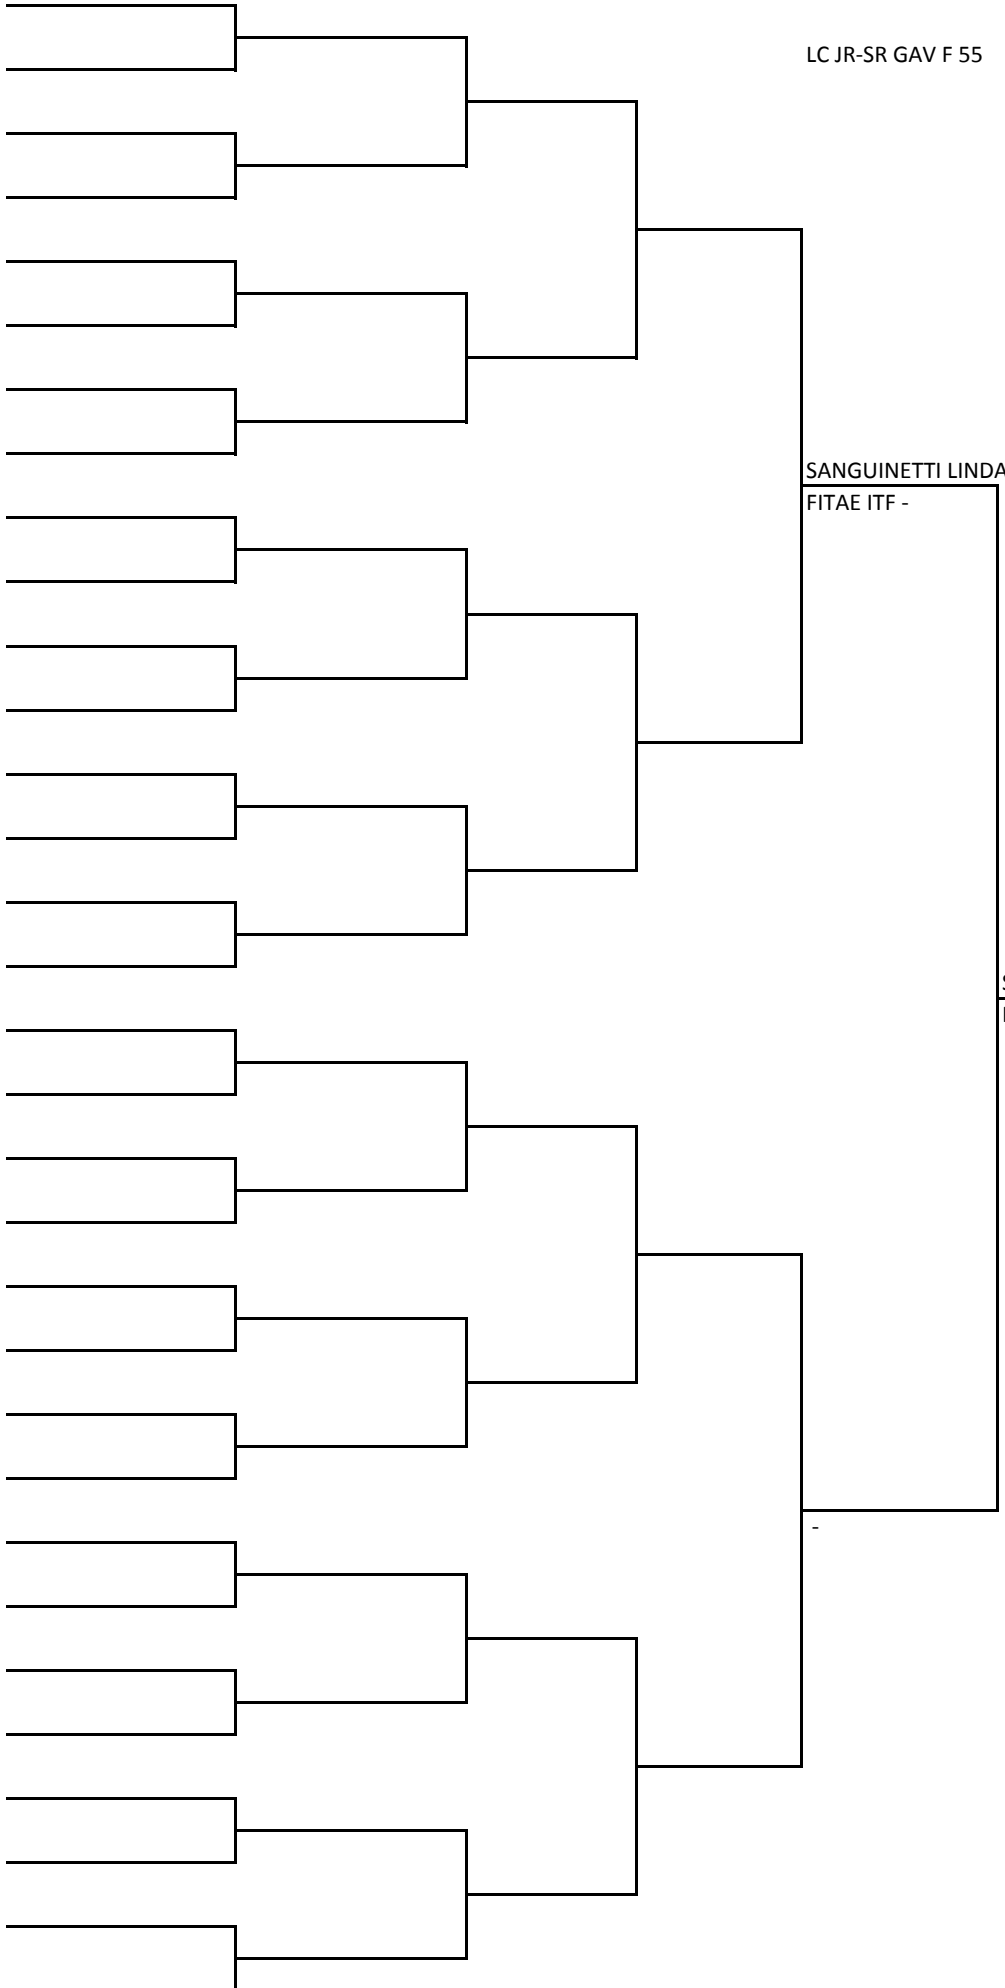 LC JR-SR GAV F 55
SANGUINETTI LINDA
FITAE ITF -
-